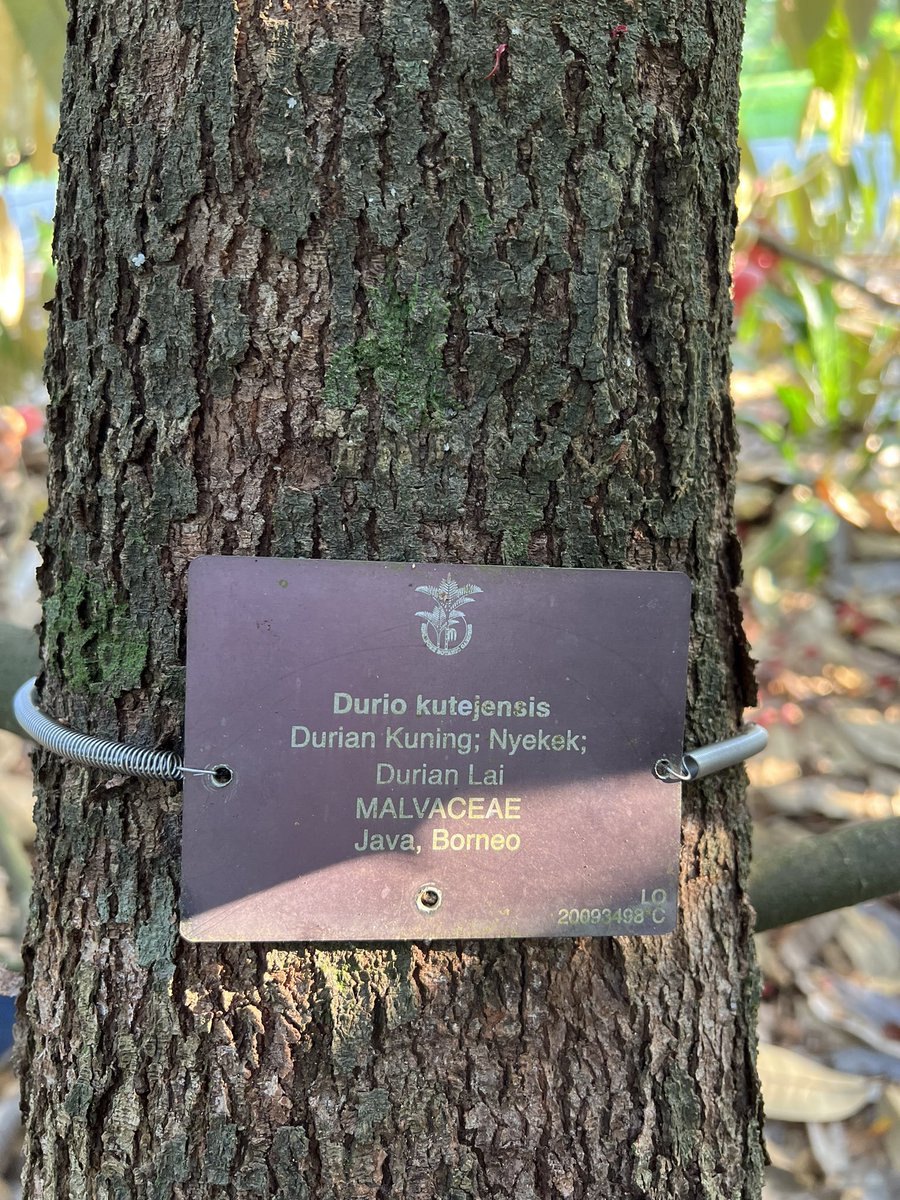 Durio kutejensis
Durian Kuning; Nyekek;
Durian Lai
MALVACEAE
Java, Borneo
LO
20093498 C